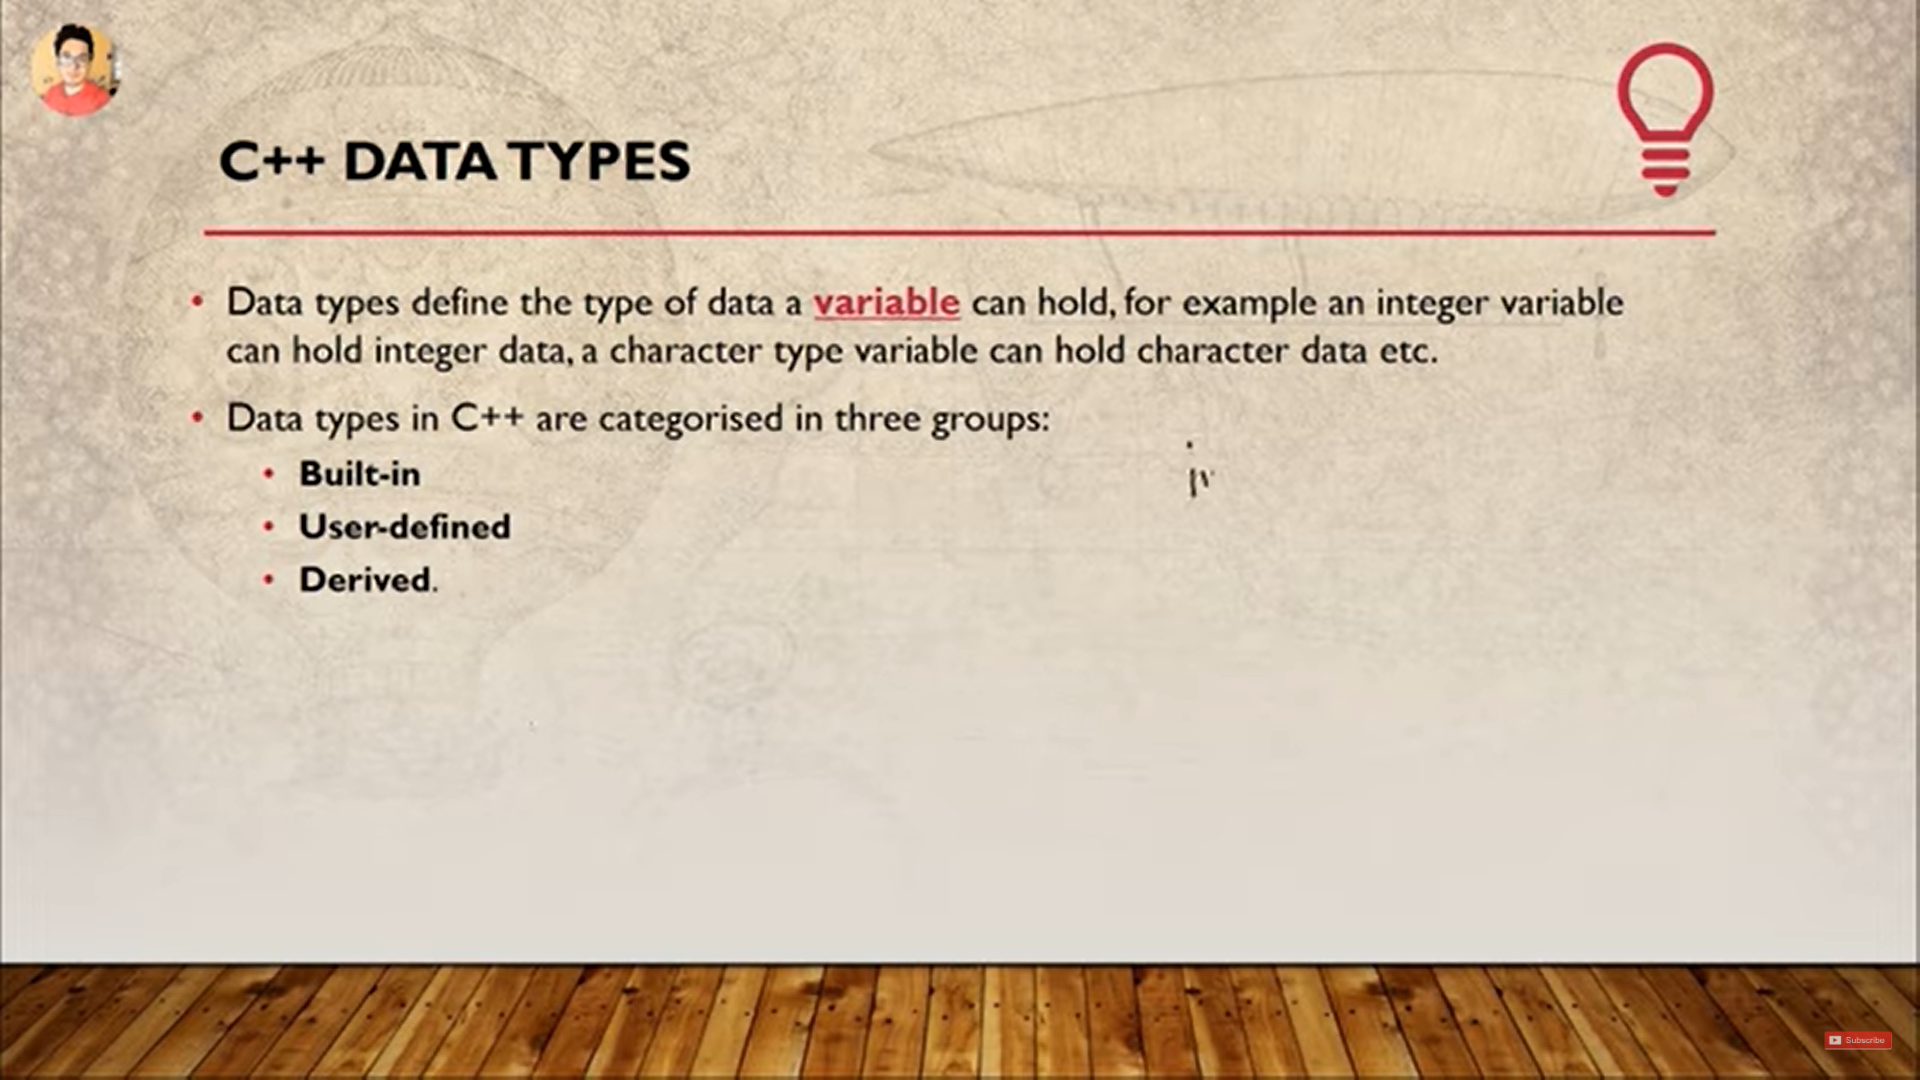 C++ DATA TYPES
• Data types define the type of data a variable can hold, for example an integer variable
can hold integer data, a character type variable can hold character data etc.
• Data types in C++ are categorised in three groups:
• Built-in
• User-defined
• Derived.
Subscribe